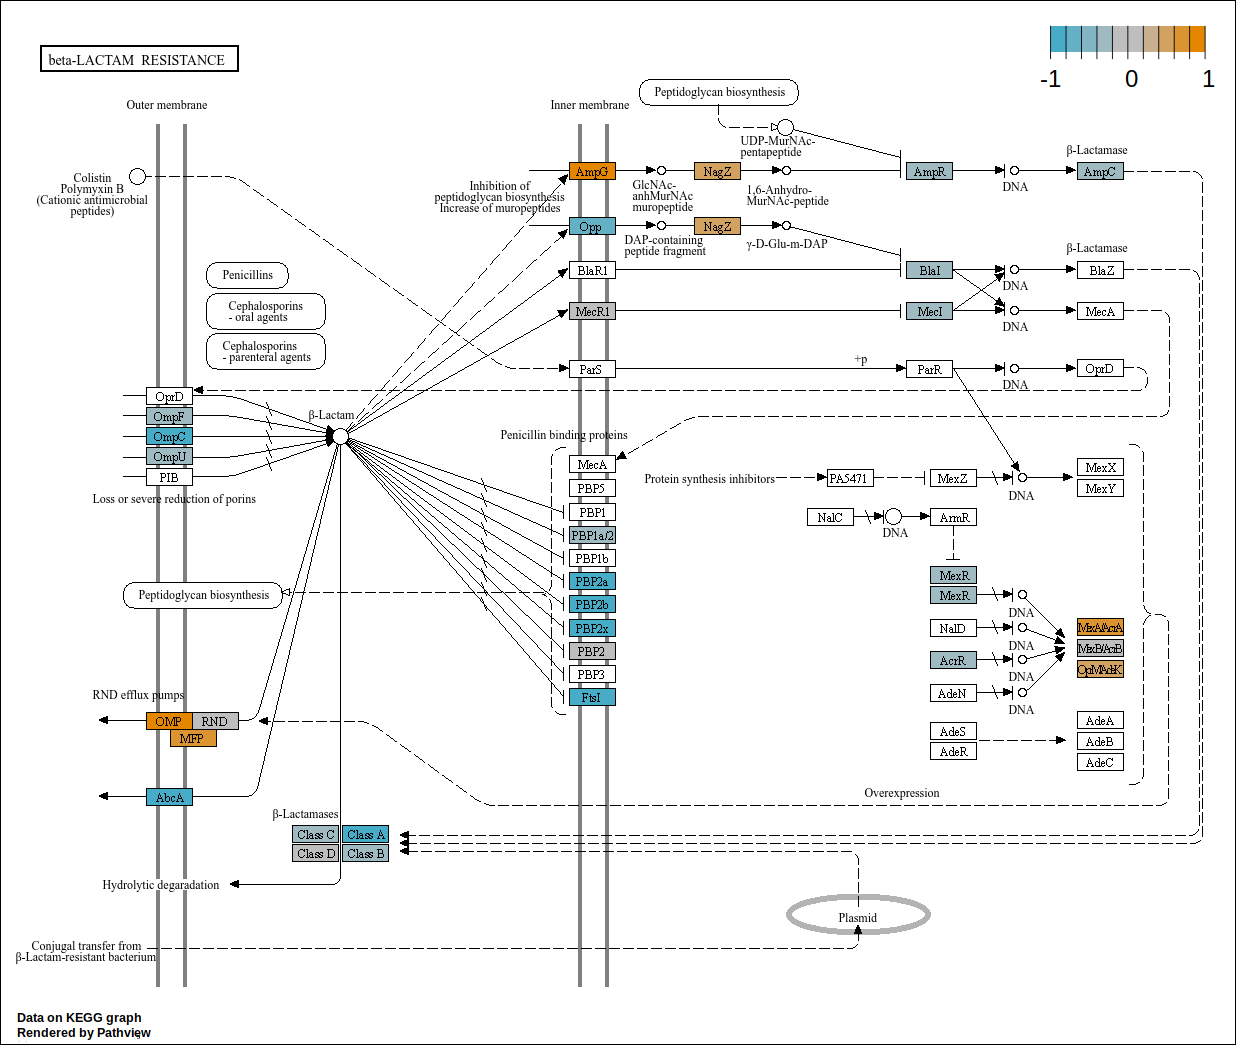 beta-LACTAM RESISTANCE
-1
0
1
Outer membrane
Inner membrane
Peptidoglycan biosynthesis
UDP-MurNAc-
pentapeptide
β-Lactamase
Colistin
Polymyxin B
(Cationic antimicrobial
peptides)
Inhibition of
peptidoglycan biosynthesis
Increase of muropeptides
AmpG
GlcNAc-
anhMurNAc
muropeptide
NagZ
1,6-Anhydro-
MurNAc-peptide
AmpR
DNA
AmpC
Opp
DAP-containing
peptide fragment
NagZ
γ-D-Glu-m-DAP
β-Lactamase
BlaR1
BlaI
DNA
BlaZ
MecR1
MecI
DNA
MecA
ParS
+p
ParR
DNA
OprD
Penicillins
Cephalosporins
- oral agents
Cephalosporins
- parenteral agents
OprD
OmpF
OmpC
OmpU
PIB
Loss or severe reduction of porins
β-Lactam
Penicillin binding proteins
MecA
PBP5
PBP1
PBP1a/2
PBP1b
PBP2a
PBP2b
PBP2x
PBP2
PBP3
FtsI
Protein synthesis inhibitors
PA5471
MexZ
DNA
MexX
MexY
NalC
DNA
ArmR
MexR
MexR
DNA
NalD
DNA
AcrR
DNA
AdeN
DNA
MexA/AcrA
MexB/AcrB
OprM/AdeK
AdeS
AdeR
AdeA
AdeB
AdeC
Overexpression
Peptidoglycan biosynthesis
RND efflux pumps
OMP
RND
MFP
AbcA
β-Lactamases
Class C
Class A
Class D
Class B
Hydrolytic degaradation
Plasmid
Conjugal transfer from
β-Lactam-resistant bacterium
Data on KEGG graph
Rendered by Pathview